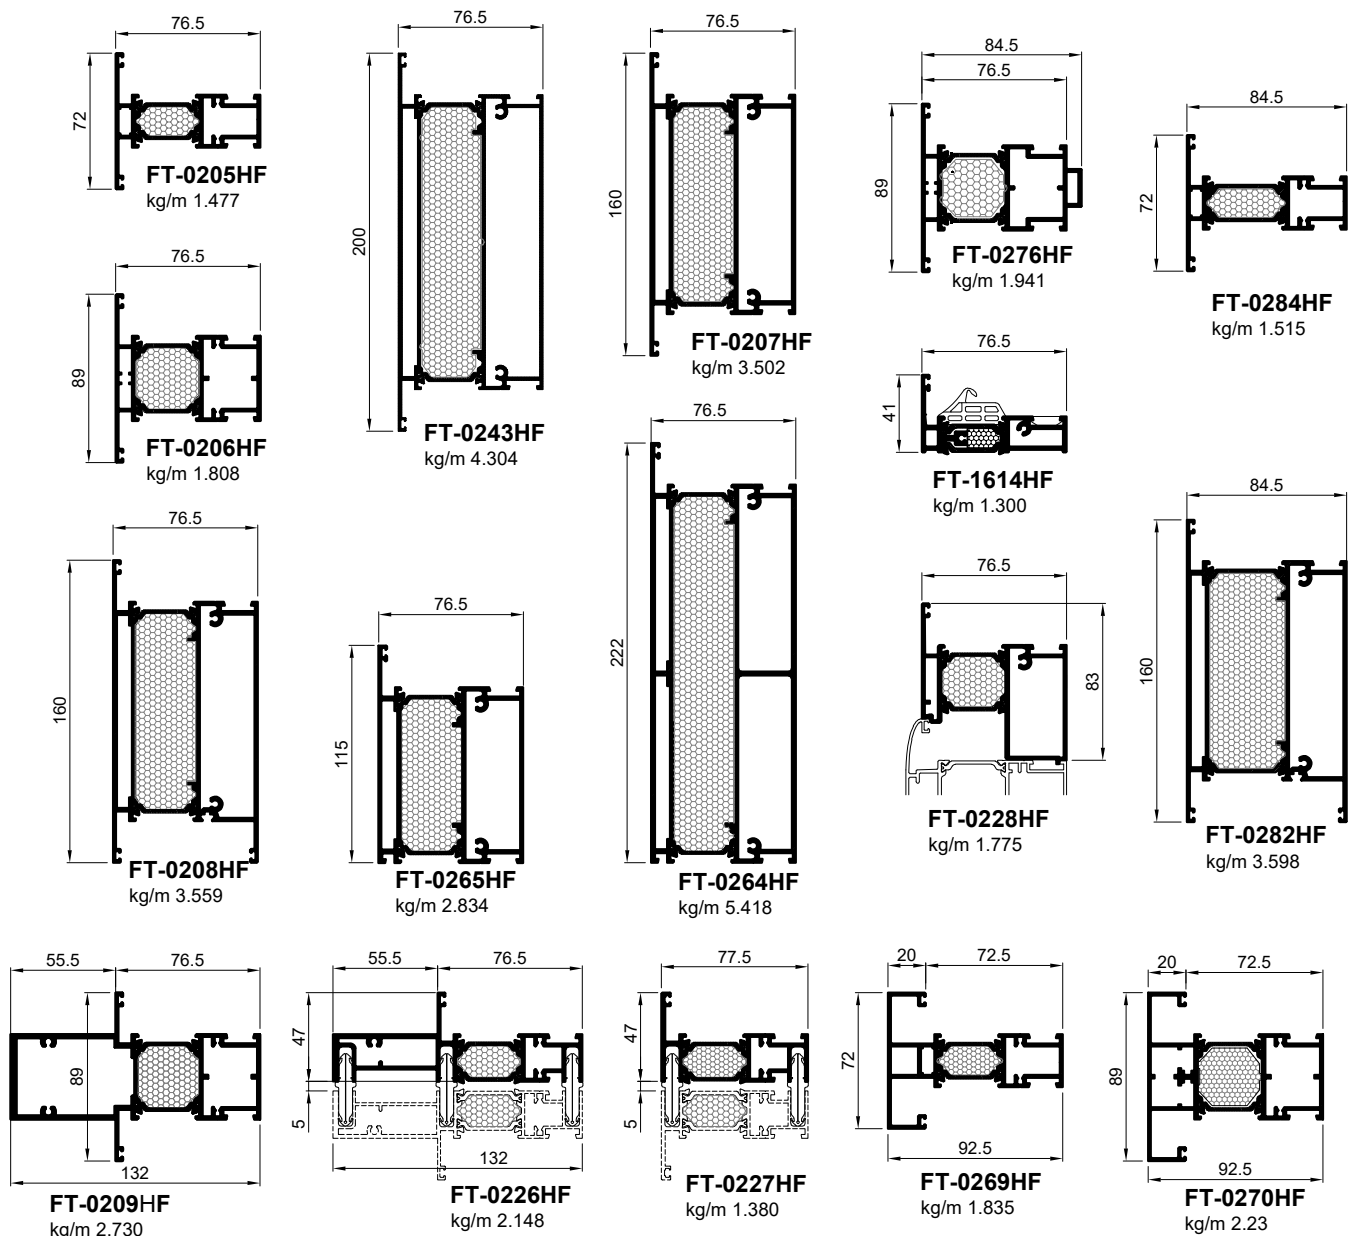 76.5
72
FT-0205HF
kg/m 1.477
76.5
200
FT-0243HF
kg/m 4.304
76.5
160
FT-0207HF
kg/m 3.502
84.5
76.5
89
FT-0276HF
kg/m 1.941
84.5
72
FT-0284HF
kg/m 1.515
76.5
89
FT-0206HF
kg/m 1.808
76.5
41
FT-1614HF
kg/m 1.300
76.5
160
FT-0208HF
kg/m 3.559
76.5
115
FT-0265HF
kg/m 2.834
76.5
222
FT-0264HF
kg/m 5.418
76.5
83
FT-0228HF
kg/m 1.775
84.5
160
FT-0282HF
kg/m 3.598
55.5
76.5
89
132
FT-0209HF
kg/m 2.730
55.5
76.5
47
5
132
FT-0226HF
kg/m 2.148
77.5
47
5
FT-0227HF
kg/m 1.380
20
72.5
72
92.5
FT-0269HF
kg/m 1.835
20
72.5
89
92.5
FT-0270HF
kg/m 2.23